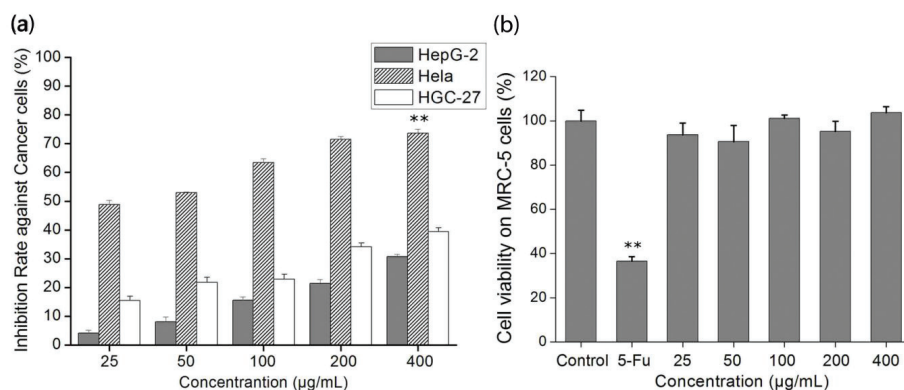 (a)
Inhibition Rate against Cancer cells (%)
100
90
80
70
60
50
40
30
20
10
0
HepG-2
Hela
HGC-27
**
25 50 100 200 400
Concentrantion (μg/mL)
(b)
Cell viability on MRC-5 cells (%)
120
100
80
60
40
20
0
**
Control 5-Fu 25 50 100 200 400
Concentration (μg/mL)